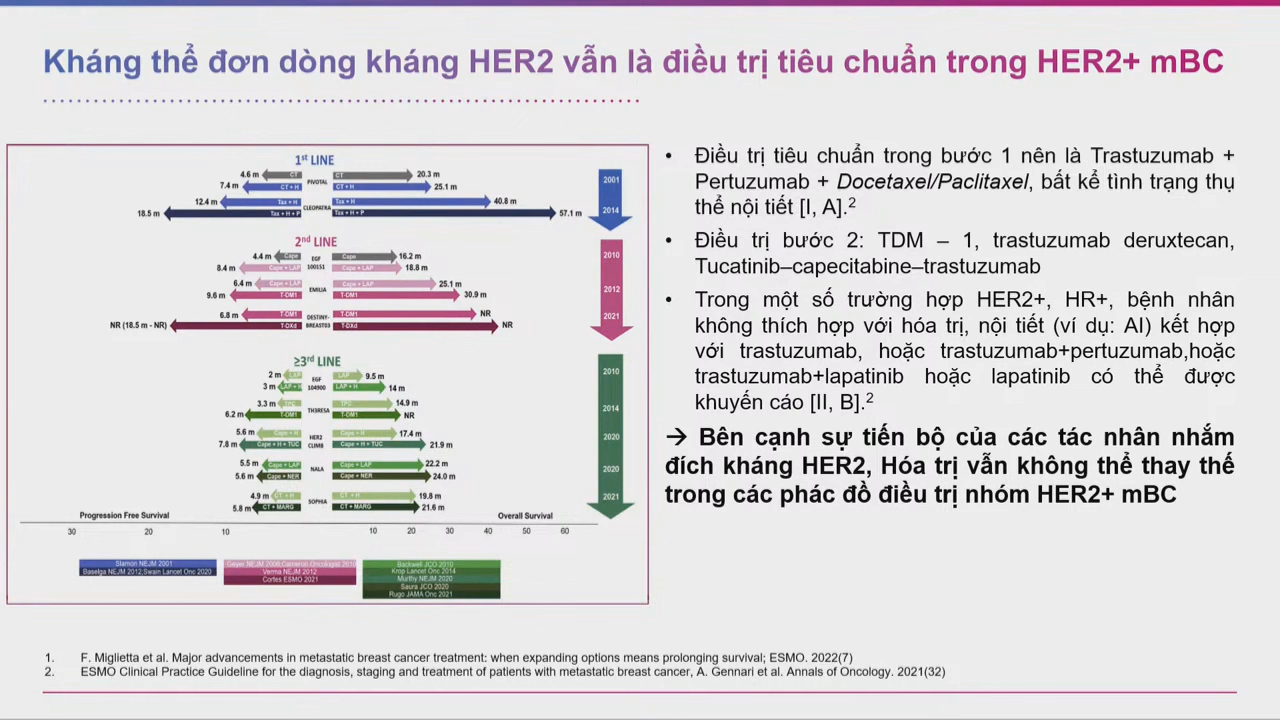 Kháng thể đơn dòng kháng HER2 vẫn là điều trị tiêu chuẩn trong HER2+ mBC
1st LINE
4.6 m CT PIVOTAL CT 20.3 m
7.4 m CT + H CT + H 25.1 m
12.4 m Tax + H CLEOPATRA Tax + H 40.8 m
18.5 m Tax + H + P Tax + H + P 57.1 m
2001
2014
2nd LINE
4.4 m Cape EGF 100151 Cape 16.2 m
8.4 m Cape + LAP Cape + LAP 18.8 m
6.4 m Cape + LAP EMILIA Cape + LAP 25.1 m
9.6 m T-DM1 T-DM1 30.9 m
6.8 m T-DM1 DESTINY- BREAST03 T-DM1 NR
NR (18.5 m - NR) T-DXd T-DXd NR
2010
2012
2021
≥3rd LINE
2 m LAP EGF 104900 LAP 9.5 m
3 m LAP + H LAP + H 14 m
3.3 m TPC TH3RESA TPC 14.9 m
6.2 m T-DM1 T-DM1 NR
5.6 m Cape + H HER2 CLIMB Cape + H 17.4 m
7.8 m Cape + H + TUC Cape + H + TUC 21.9 m
5.5 m Cape + LAP NALA Cape + LAP 22.2 m
5.6 m Cape + NER Cape + NER 24.0 m
4.9 m CT + H SOPHIA CT + H 19.8 m
5.8 m CT + MARG CT + MARG 21.6 m
2010
2014
2020
2020
2021
Progression Free Survival Overall Survival
30 20 10 10 20 30 40 50 60
Slamon NEJM 2001
Baselga NEJM 2012;Swain Lancet Onc 2020
Geyer NEJM 2006;Cameron Oncologist 2010
Verma NEJM 2012
Cortes ESMO 2021
Blackwell JCO 2010
Krop Lancet Onc 2014
Murthy NEJM 2020
Saura JCO 2020
Rugo JAMA Onc 2021
• Điều trị tiêu chuẩn trong bước 1 nên là Trastuzumab +
Pertuzumab + Docetaxel/Paclitaxel, bất kể tình trạng thụ
thể nội tiết [I, A].2
• Điều trị bước 2: TDM – 1, trastuzumab deruxtecan,
Tucatinib–capecitabine–trastuzumab
• Trong một số trường hợp HER2+, HR+, bệnh nhân
không thích hợp với hóa trị, nội tiết (ví dụ: AI) kết hợp
với trastuzumab, hoặc trastuzumab+pertuzumab,hoặc
trastuzumab+lapatinib hoặc lapatinib có thể được
khuyến cáo [II, B].2
→ Bên cạnh sự tiến bộ của các tác nhân nhắm
đích kháng HER2, Hóa trị vẫn không thể thay thế
trong các phác đồ điều trị nhóm HER2+ mBC
1. F. Miglietta et al. Major advancements in metastatic breast cancer treatment: when expanding options means prolonging survival; ESMO. 2022(7)
2. ESMO Clinical Practice Guideline for the diagnosis, staging and treatment of patients with metastatic breast cancer, A. Gennari et al. Annals of Oncology. 2021(32)